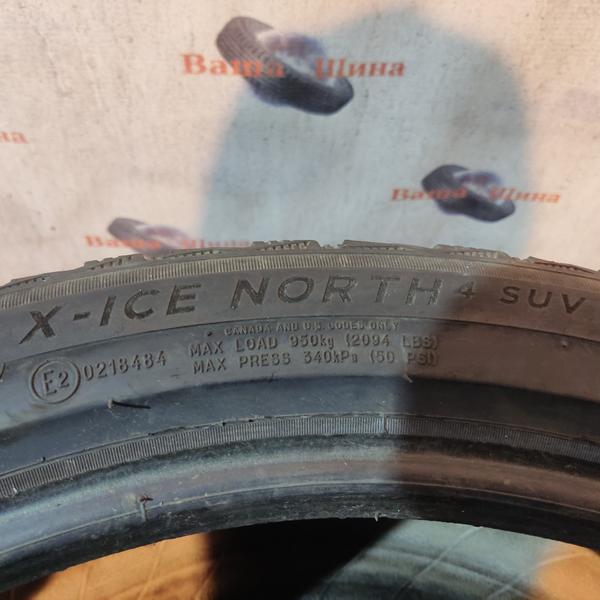 Ваша Шина
Ваша Шина
Ваша Шина
X-ICE NORTH 4 SUV
CANADA AND U.S. CODES ONLY
E2 0218484
MAX LOAD 950kg (2094 LBS)
MAX PRESS 340kPa (50 PSI)